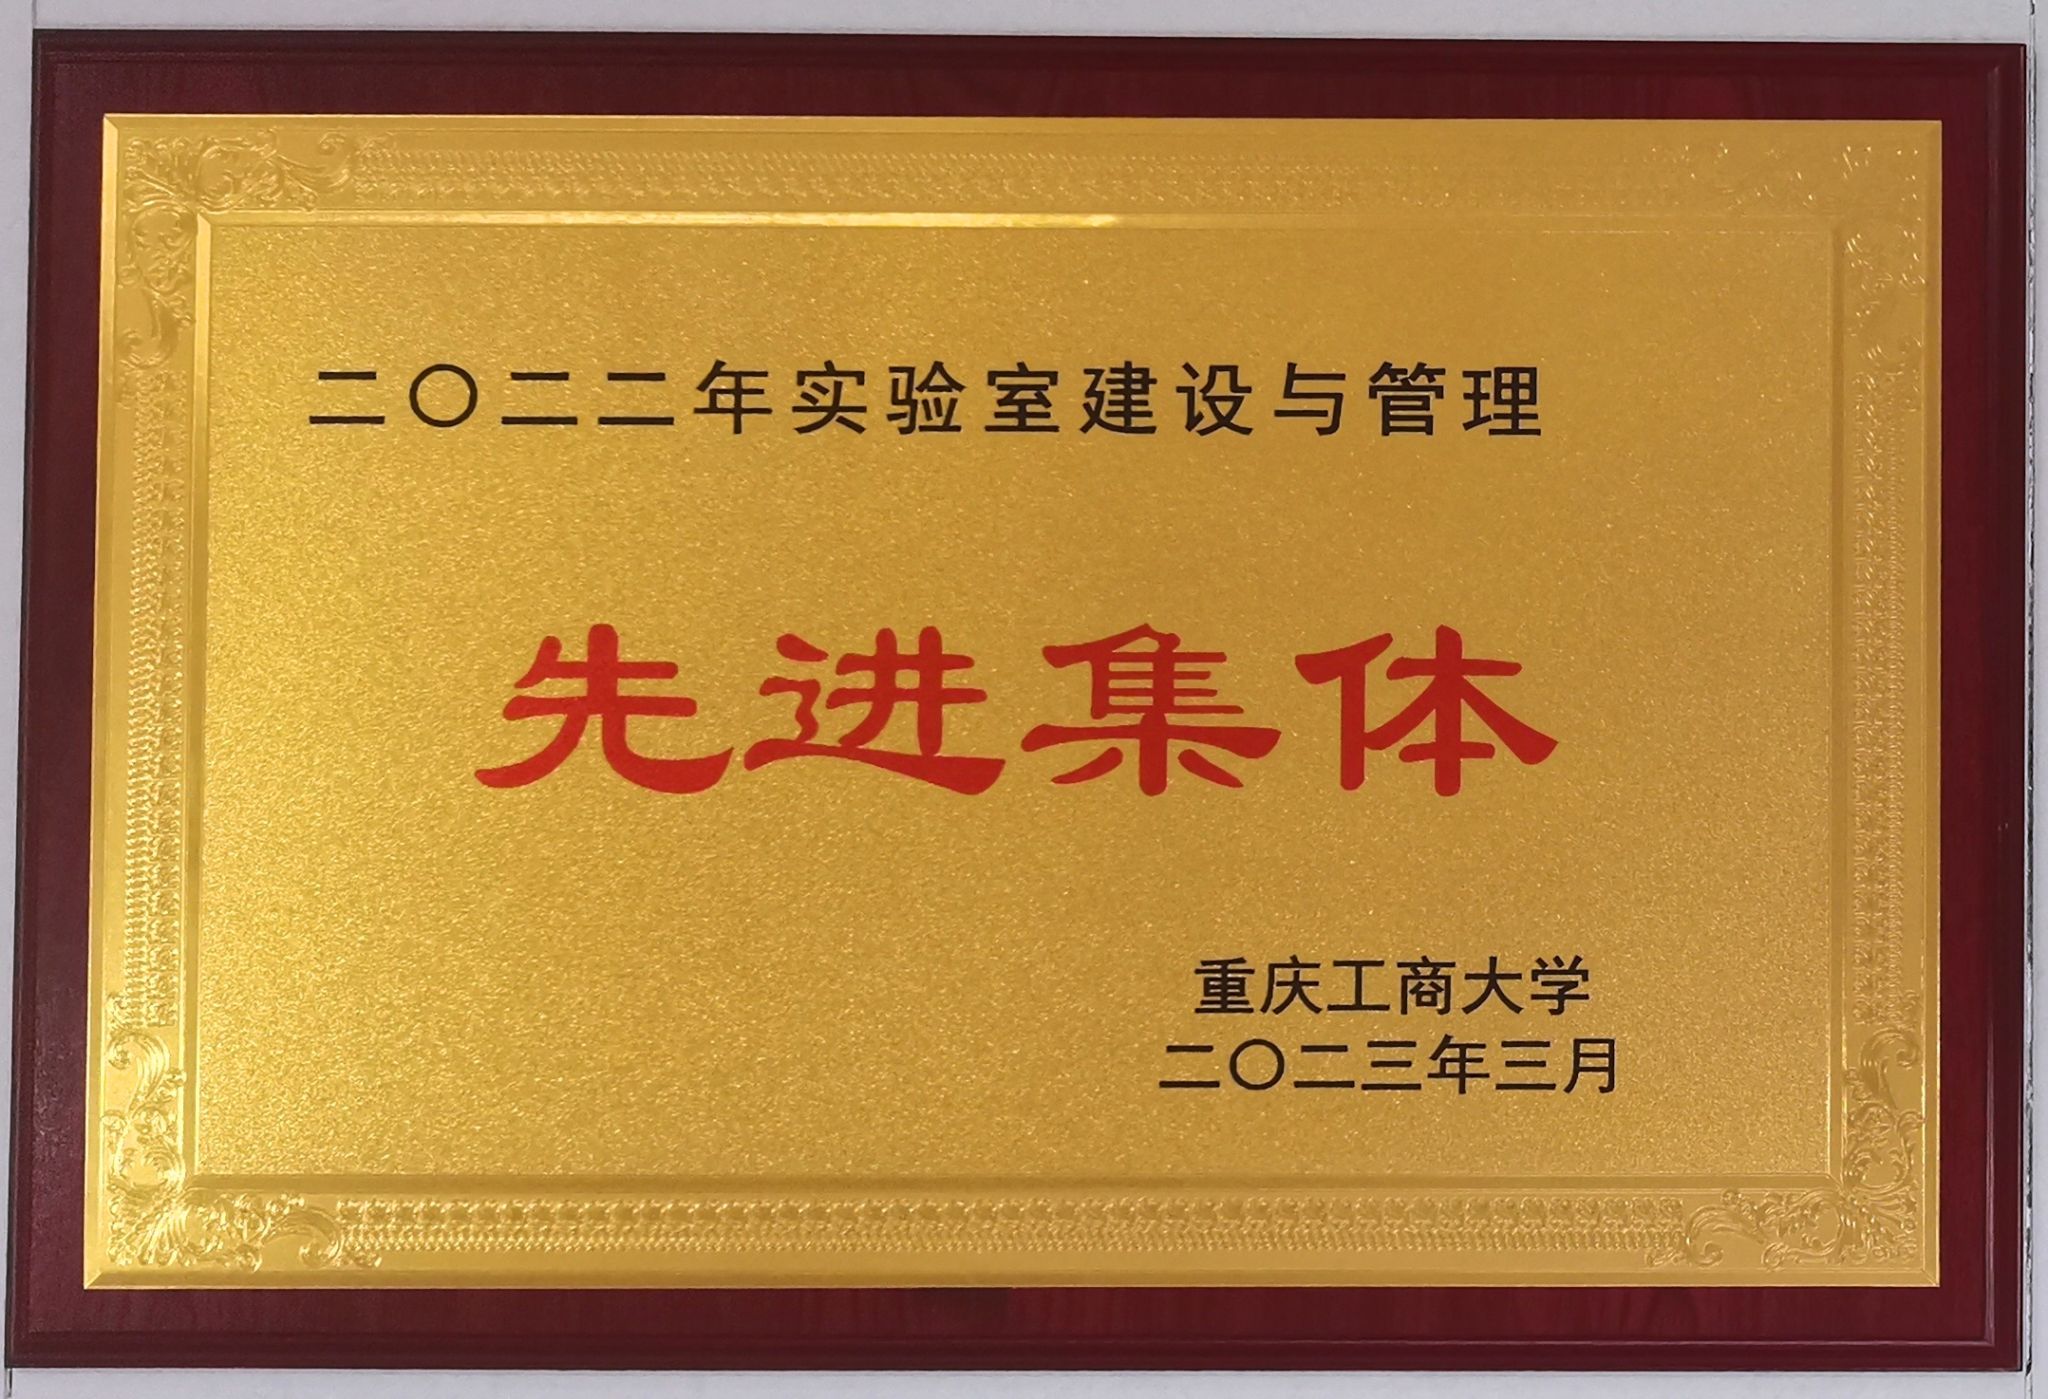 二〇二二年实验室建设与管理
先进集体
重庆工商大学
二〇二三年三月